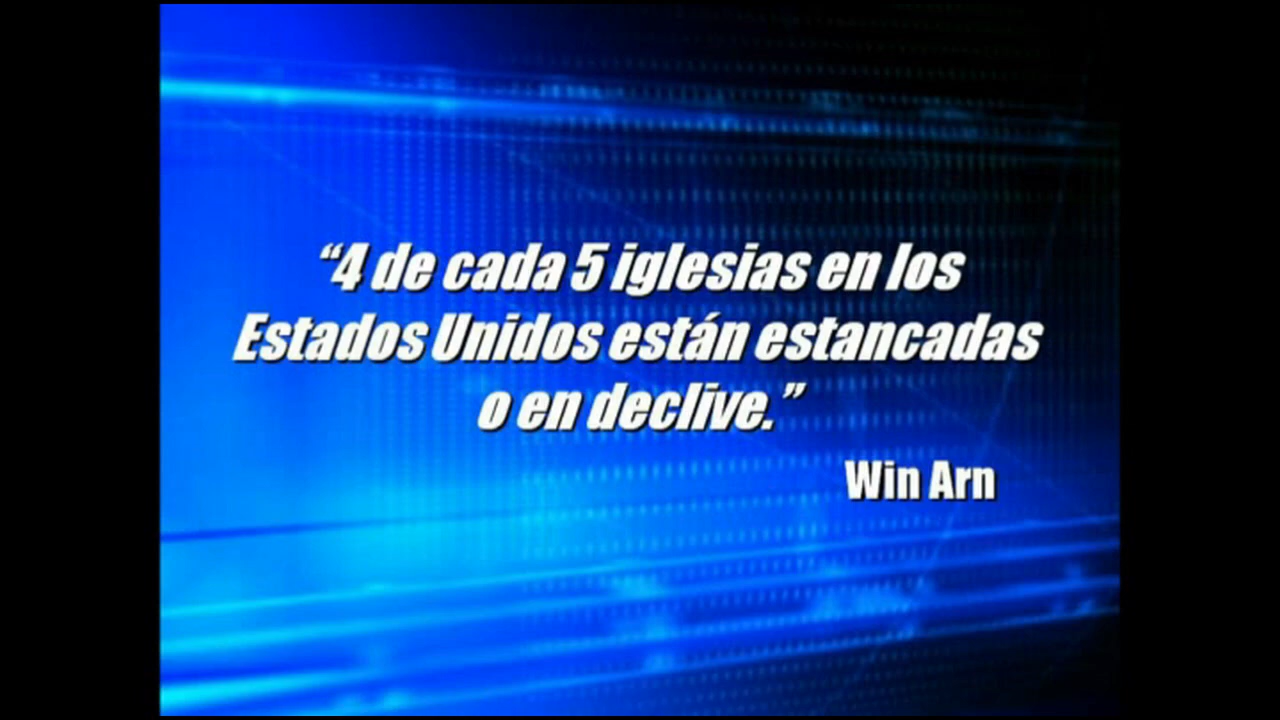 “4 de cada 5 iglesias en los
Estados Unidos están estancadas
o en declive.”
Win Arn